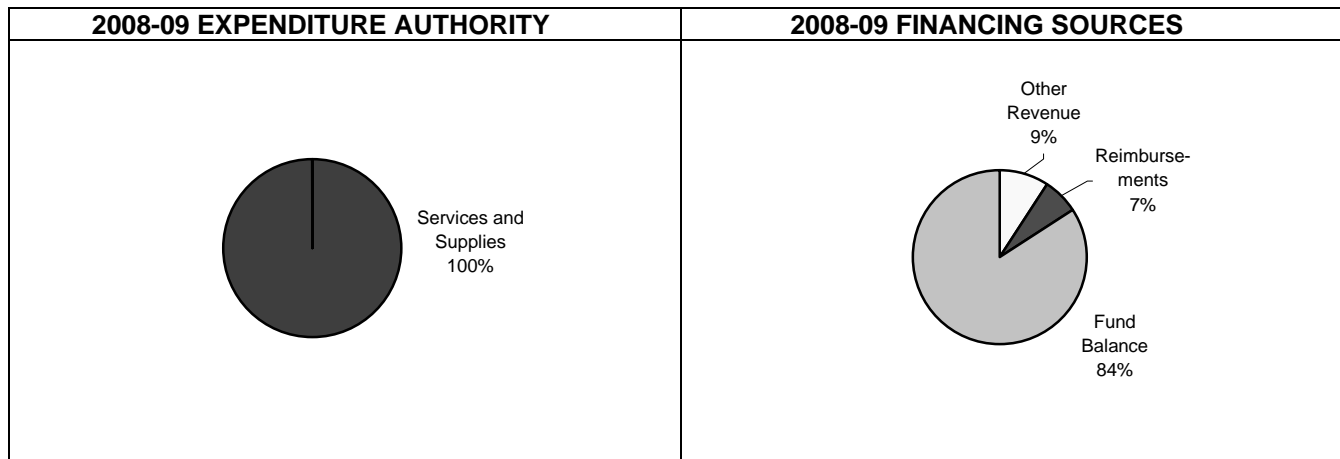 2008-09 EXPENDITURE AUTHORITY
Services and
Supplies
100%
2008-09 FINANCING SOURCES
Other
Revenue
9%
Reimburse-
ments
7%
Fund
Balance
84%